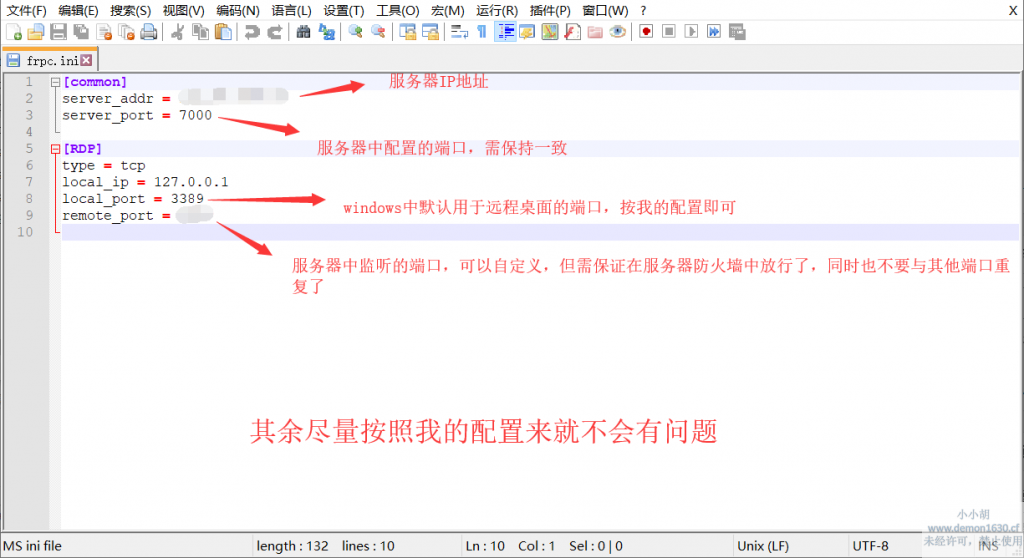 文件(F) 编辑(E) 搜索(S) 视图(V) 编码(N) 语言(L) 设置(T) 工具(O) 宏(M) 运行(R) 插件(P) 窗口(W) ? X
frpc.ini
1 [common]
服务器IP地址
2 server_addr =
3 server_port = 7000
4
服务器中配置的端口，需保持一致
5 [RDP]
6 type = tcp
7 local_ip = 127.0.0.1
8 local_port = 3389
windows中默认用于远程桌面的端口，按我的配置即可
9 remote_port =
10
服务器中监听的端口，可以自定义，但需保证在服务器防火墙中放行了，同时也不要与其他端口重
复了
其余尽量按照我的配置来就不会有问题
小小胡
www.demon1630.cf
未经许可，禁止使用
MS ini file length : 132 lines : 10 Ln : 10 Col : 1 Sel : 0 | 0 Unix (LF) UTF-8 INS